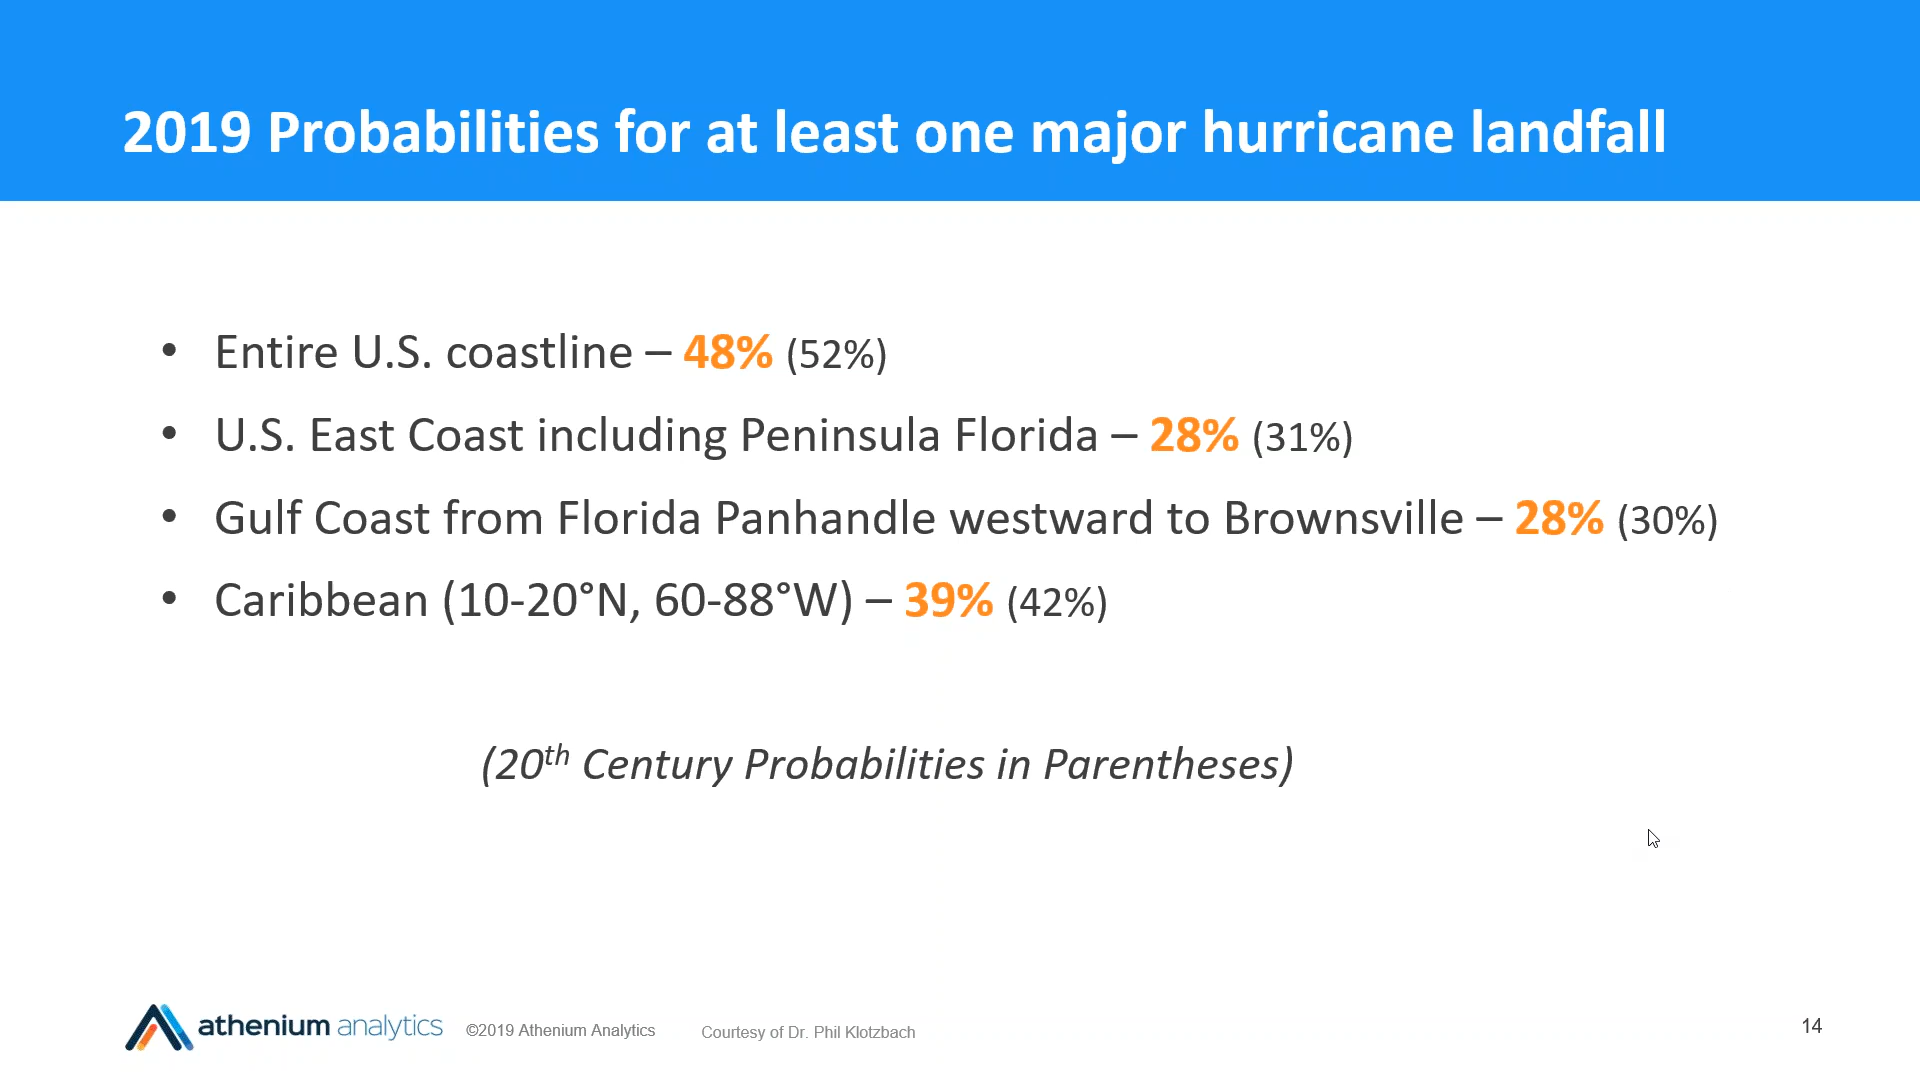 2019 Probabilities for at least one major hurricane landfall
• Entire U.S. coastline – 48% (52%)
• U.S. East Coast including Peninsula Florida – 28% (31%)
• Gulf Coast from Florida Panhandle westward to Brownsville – 28% (30%)
• Caribbean (10-20°N, 60-88°W) – 39% (42%)
(20th Century Probabilities in Parentheses)
athenium analytics ©2019 Athenium Analytics Courtesy of Dr. Phil Klotzbach 14